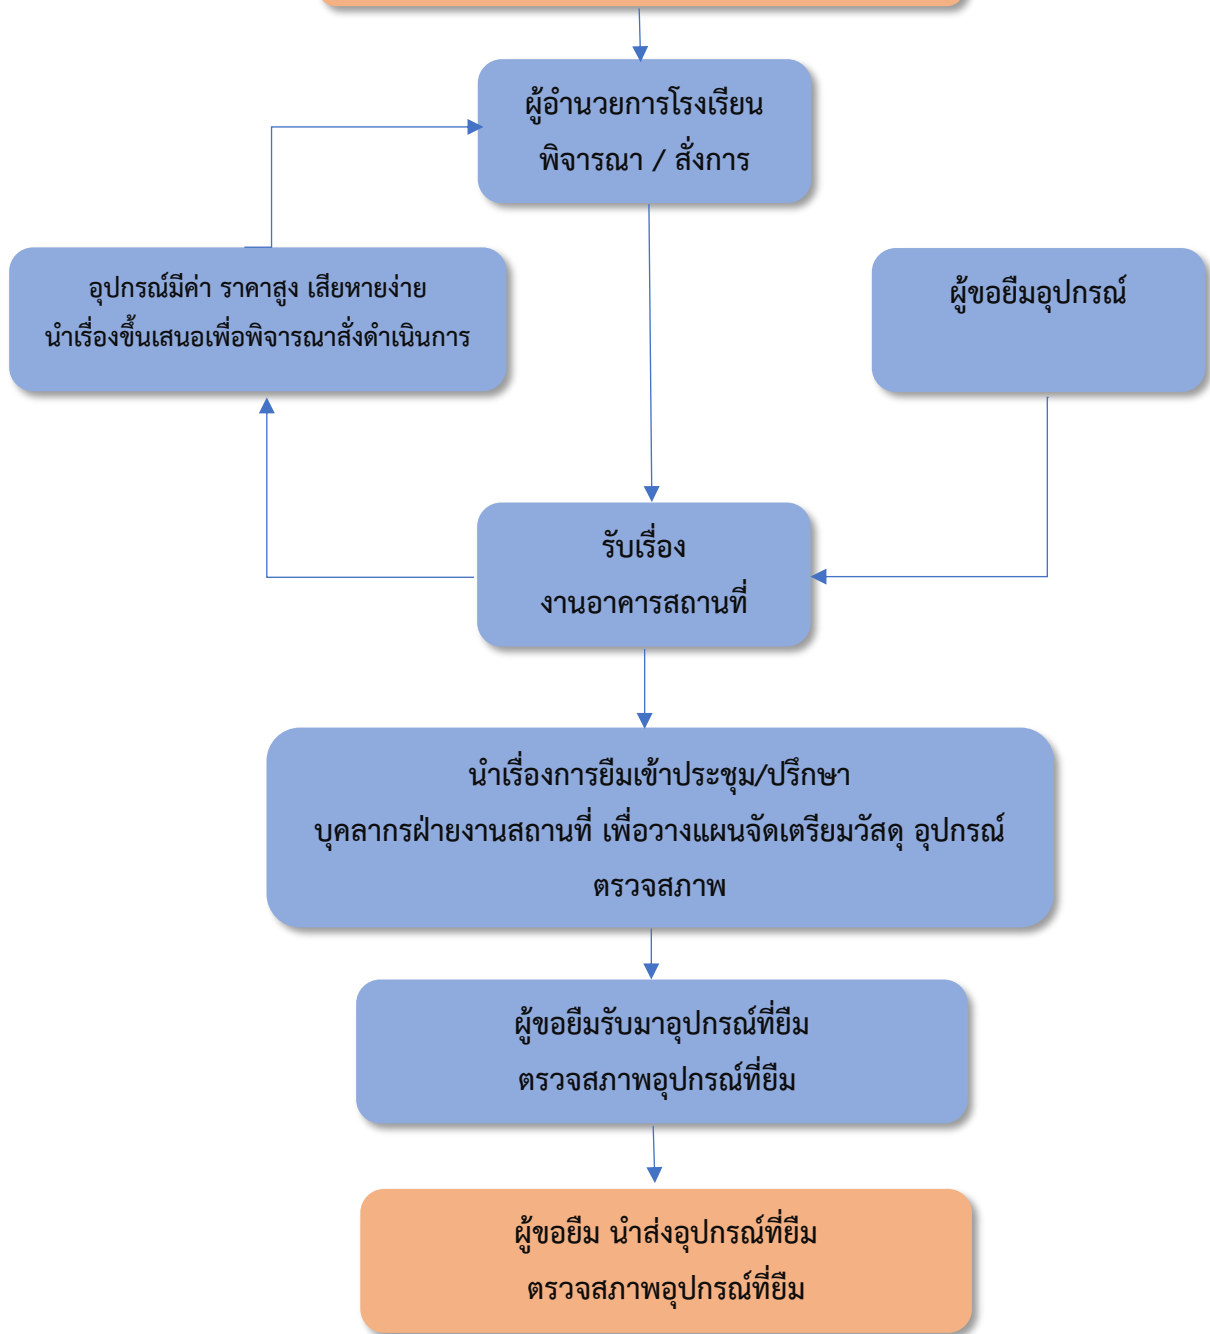 ผู้อำนวยการโรงเรียน
พิจารณา / สั่งการ
อุปกรณ์มีค่า ราคาสูง เสียหายง่าย
นำเรื่องขึ้นเสนอเพื่อพิจารณาสั่งดำเนินการ
ผู้ขอยืมอุปกรณ์
รับเรื่อง
งานอาคารสถานที่
นำเรื่องการยืมเข้าประชุม/ปรึกษา
บุคลากรฝ่ายงานสถานที่ เพื่อวางแผนจัดเตรียมวัสดุ อุปกรณ์
ตรวจสภาพ
ผู้ขอยืมรับมาอุปกรณ์ที่ยืม
ตรวจสภาพอุปกรณ์ที่ยืม
ผู้ขอยืม นำส่งอุปกรณ์ที่ยืม
ตรวจสภาพอุปกรณ์ที่ยืม